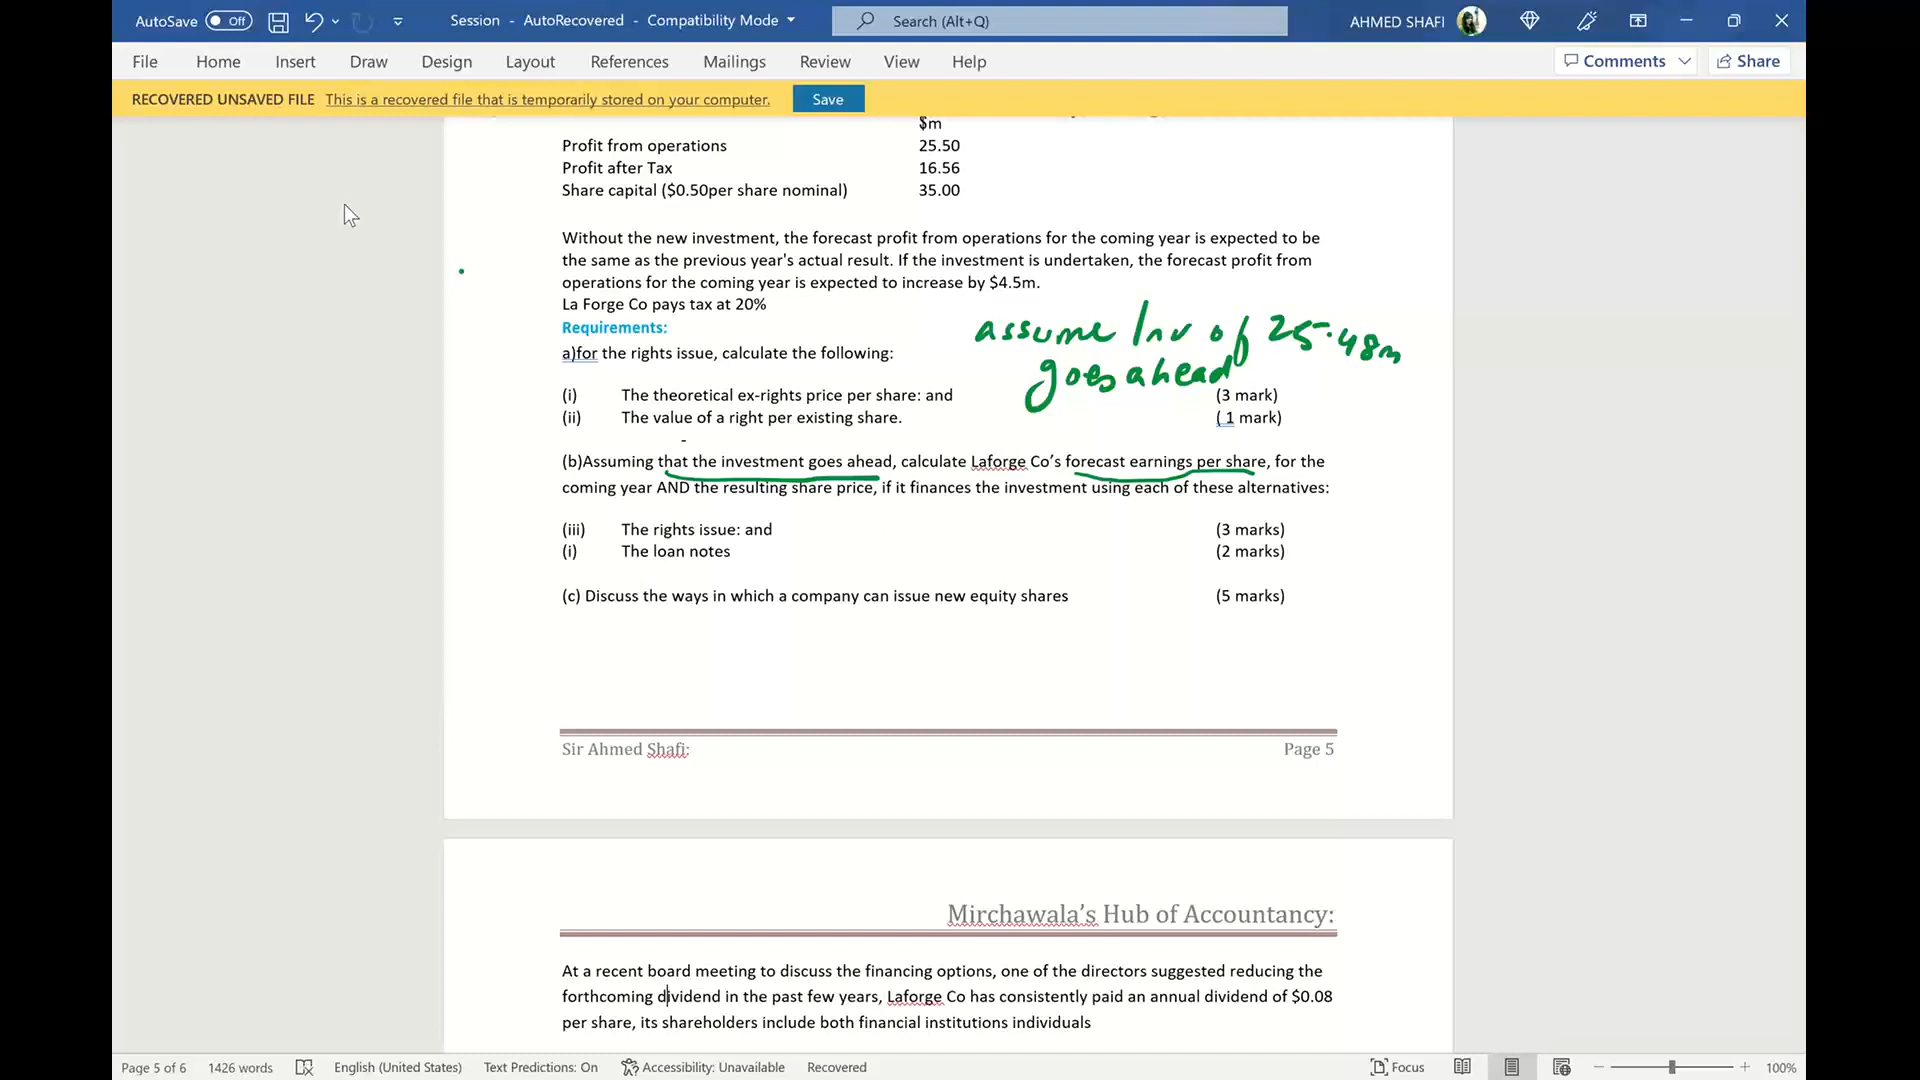 AutoSave Off Session - AutoRecovered - Compatibility Mode Search (Alt+Q) AHMED SHAFI
File Home Insert Draw Design Layout References Mailings Review View Help Comments Share
RECOVERED UNSAVED FILE This is a recovered file that is temporarily stored on your computer. Save
$m
Profit from operations 25.50
Profit after Tax 16.56
Share capital ($0.50per share nominal) 35.00
Without the new investment, the forecast profit from operations for the coming year is expected to be
the same as the previous year's actual result. If the investment is undertaken, the forecast profit from
operations for the coming year is expected to increase by $4.5m.
La Forge Co pays tax at 20%
Requirements:
assume Inv of 25.48m
a)for the rights issue, calculate the following:
goes ahead
(i) The theoretical ex-rights price per share: and (3 mark)
(ii) The value of a right per existing share. ( 1 mark)
(b)Assuming that the investment goes ahead, calculate Laforge Co’s forecast earnings per share, for the
coming year AND the resulting share price, if it finances the investment using each of these alternatives:
(iii) The rights issue: and (3 marks)
(i) The loan notes (2 marks)
(c) Discuss the ways in which a company can issue new equity shares (5 marks)
Sir Ahmed Shafi: Page 5
Mirchawala’s Hub of Accountancy:
At a recent board meeting to discuss the financing options, one of the directors suggested reducing the
forthcoming dividend in the past few years, Laforge Co has consistently paid an annual dividend of $0.08
per share, its shareholders include both financial institutions individuals
Page 5 of 6 1426 words English (United States) Text Predictions: On Accessibility: Unavailable Recovered Focus 100%